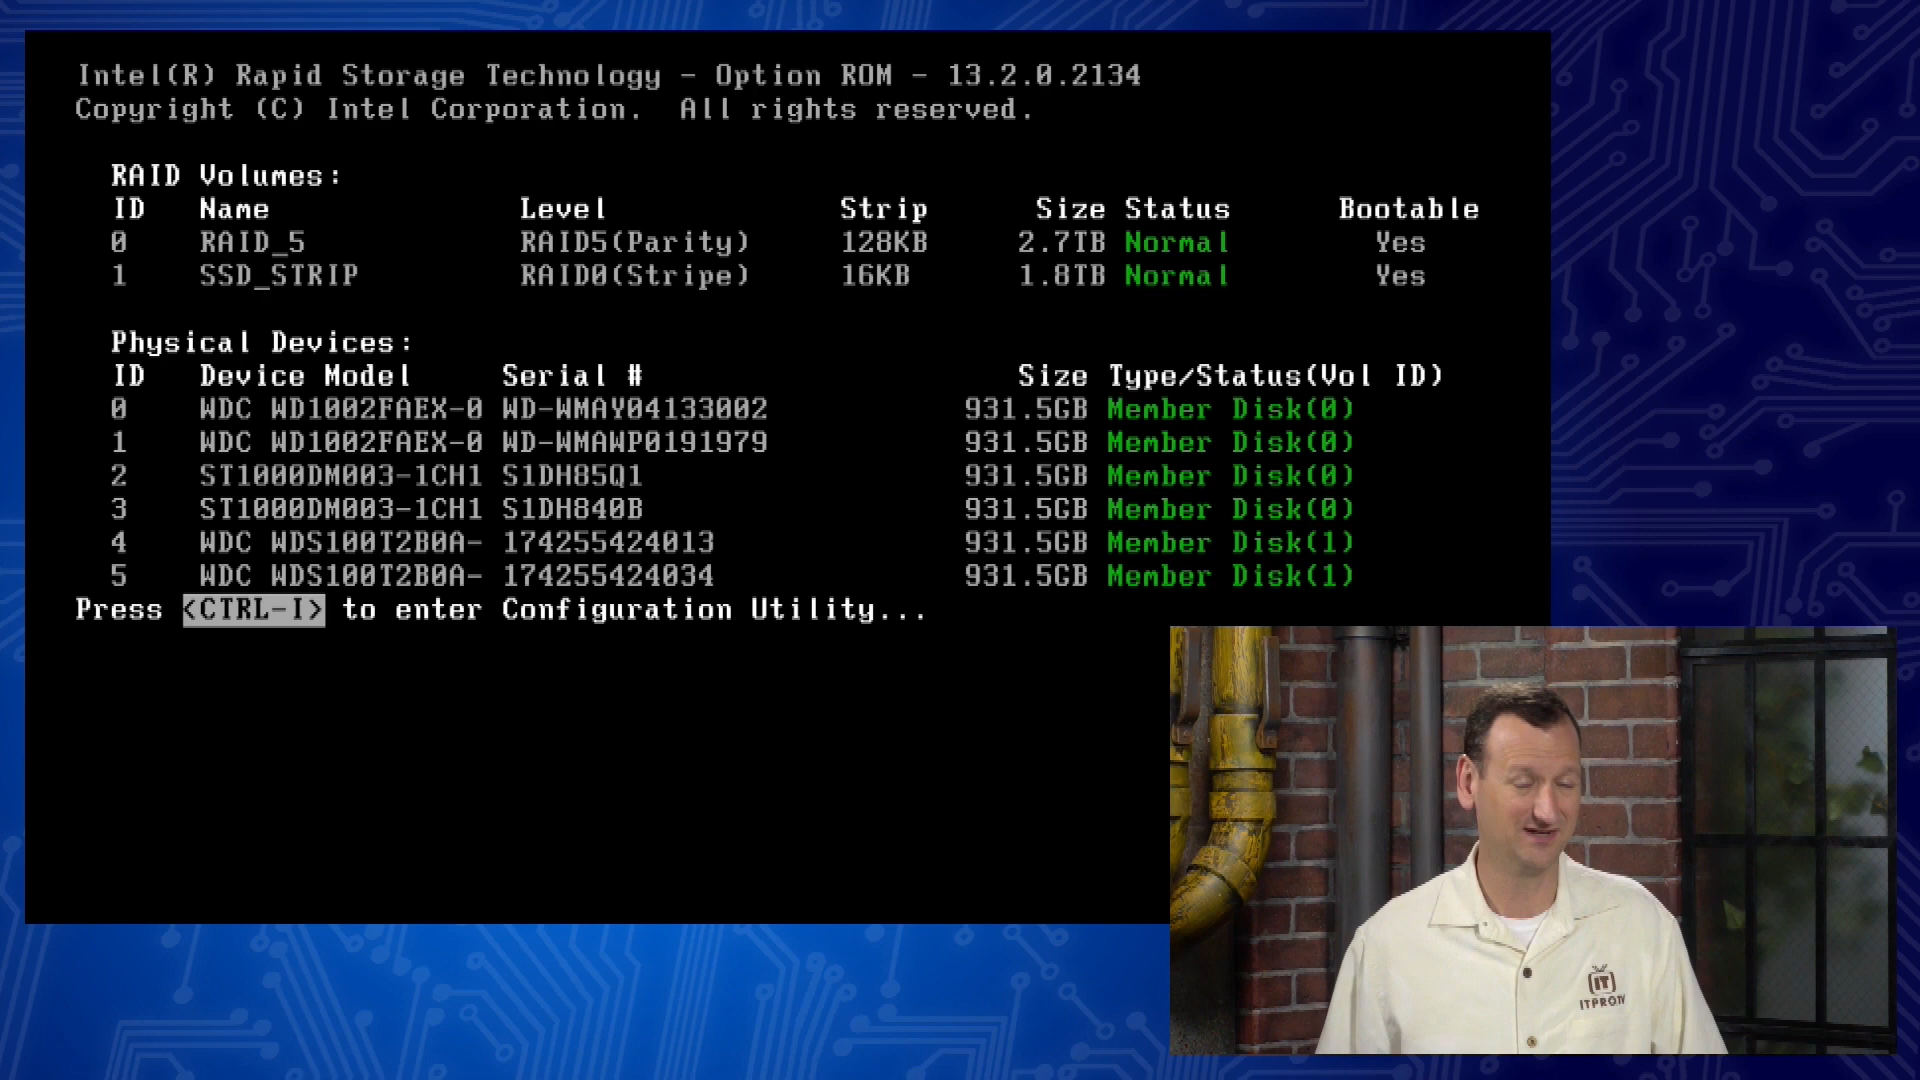 Intel(R) Rapid Storage Technology - Option ROM - 13.2.0.2134
Copyright (C) Intel Corporation.  All rights reserved.
RAID Volumes:
ID Name Level Strip Size Status Bootable
0 RAID_5 RAID5(Parity) 128KB 2.7TB Normal Yes
1 SSD_STRIP RAID0(Stripe) 16KB 1.8TB Normal Yes
Physical Devices:
ID Device Model Serial # Size Type/Status(Vol ID)
0 WDC WD1002FAEX-0 WD-WMAY04133002 931.5GB Member Disk(0)
1 WDC WD1002FAEX-0 WD-WMAWP0191979 931.5GB Member Disk(0)
2 ST1000DM003-1CH1 S1DH85Q1 931.5GB Member Disk(0)
3 ST1000DM003-1CH1 S1DH840B 931.5GB Member Disk(0)
4 WDC WDS100T2B0A- 174255424013 931.5GB Member Disk(1)
5 WDC WDS100T2B0A- 174255424034 931.5GB Member Disk(1)
Press <CTRL-I> to enter Configuration Utility...
IT
ITPROTV